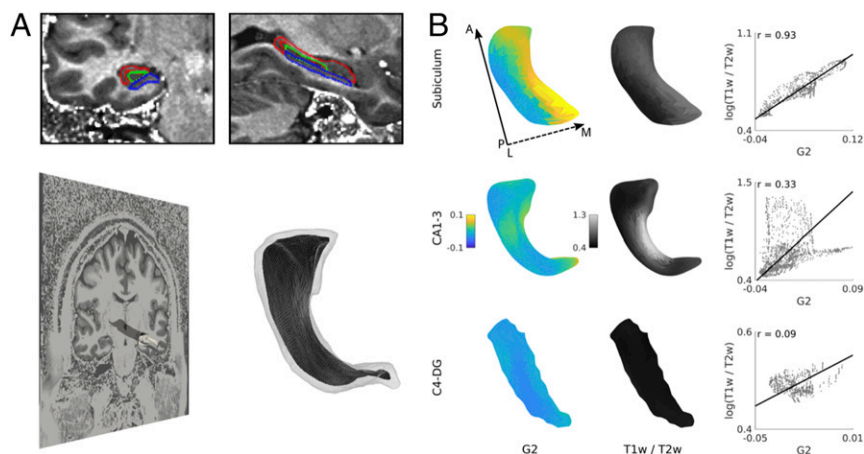 A
B
A
P
L
M
Subiculum
r = 0.93
1.1
log(T1w / T2w)
0.4
-0.04
0.12
G2
CA1-3
0.1
-0.1
1.3
0.4
r = 0.33
1.5
log(T1w / T2w)
0.4
-0.04
0.09
G2
C4-DG
r = 0.09
0.6
log(T1w / T2w)
0.4
-0.05
0.01
G2
G2
T1w / T2w